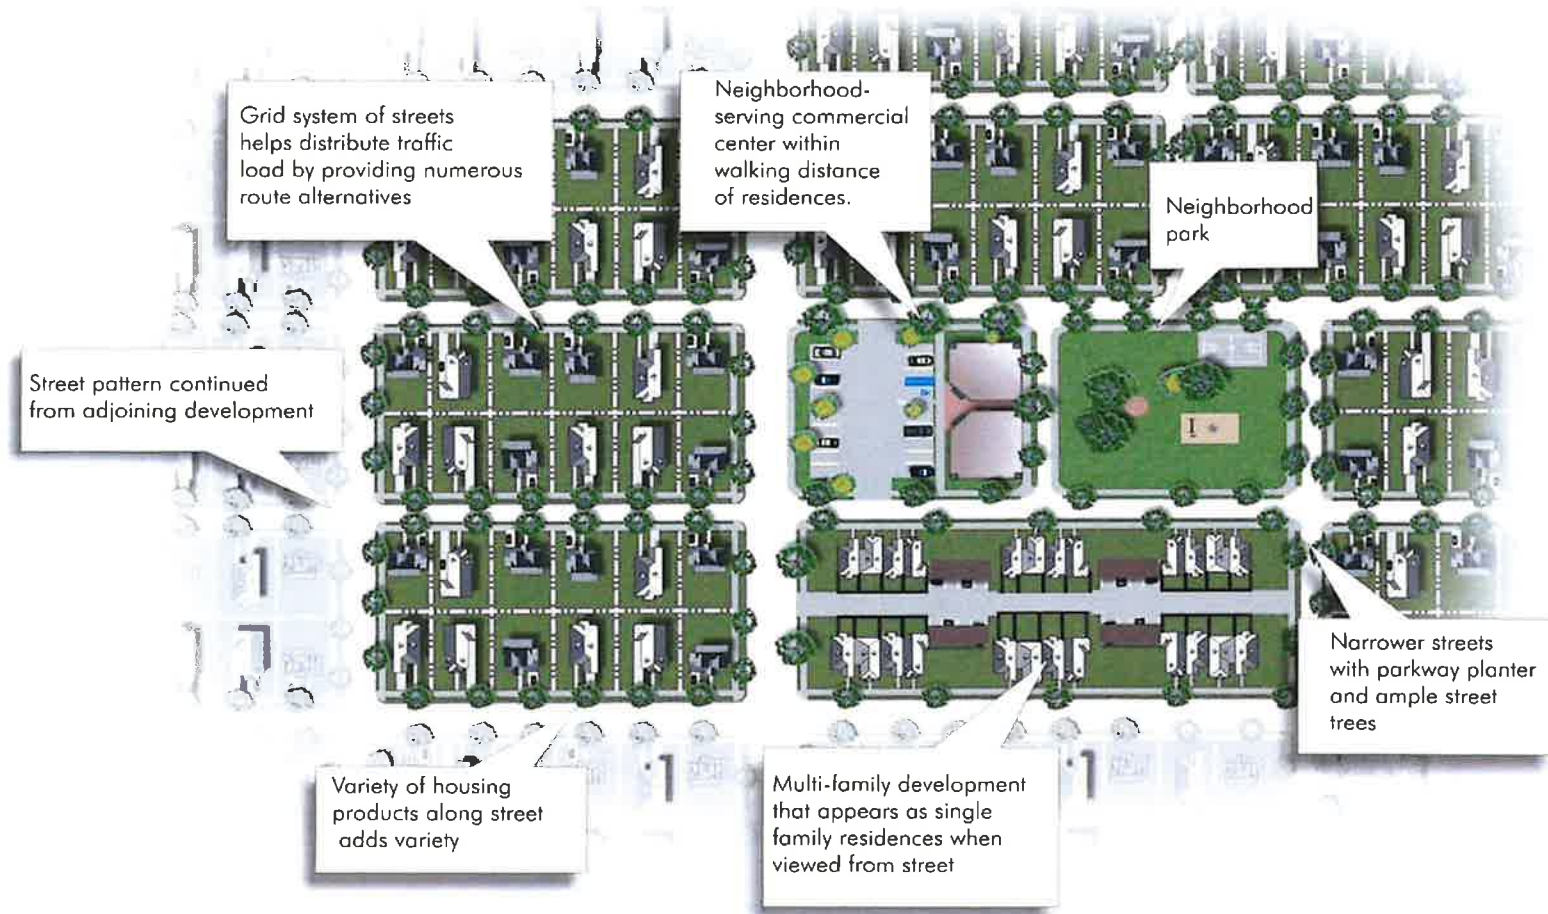 Grid system of streets
helps distribute traffic
load by providing numerous
route alternatives
Neighborhood-
serving commercial
center within
walking distance
of residences.
Neighborhood
park
Street pattern continued
from adjoining development
Narrower streets
with parkway planter
and ample street
trees
Variety of housing
products along street
adds variety
Multi-family development
that appears as single
family residences when
viewed from street